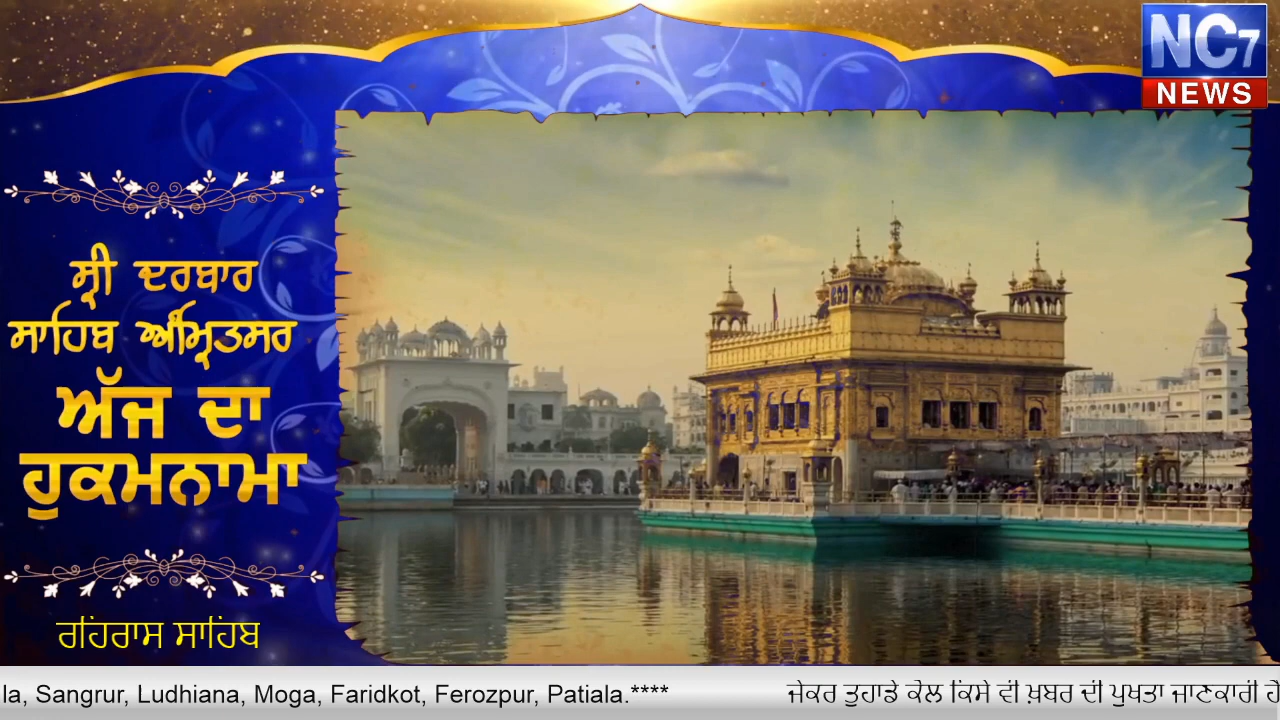 NC7
NEWS
ਸ੍ਰੀ ਦਰਬਾਰ
ਸਾਹਿਬ ਅੰਮ੍ਰਿਤਸਰ
ਅੱਜ ਦਾ
ਹੁਕਮਨਾਮਾ
ਰਹਿਰਾਸ ਸਾਹਿਬ
la, Sangrur, Ludhiana, Moga, Faridkot, Ferozpur, Patiala.**** ਜੇਕਰ ਤੁਹਾਡੇ ਕੋਲ ਕਿਸੇ ਵੀ ਖ਼ਬਰ ਦੀ ਪੁਖਤਾ ਜਾਣਕਾਰੀ ਹੋ